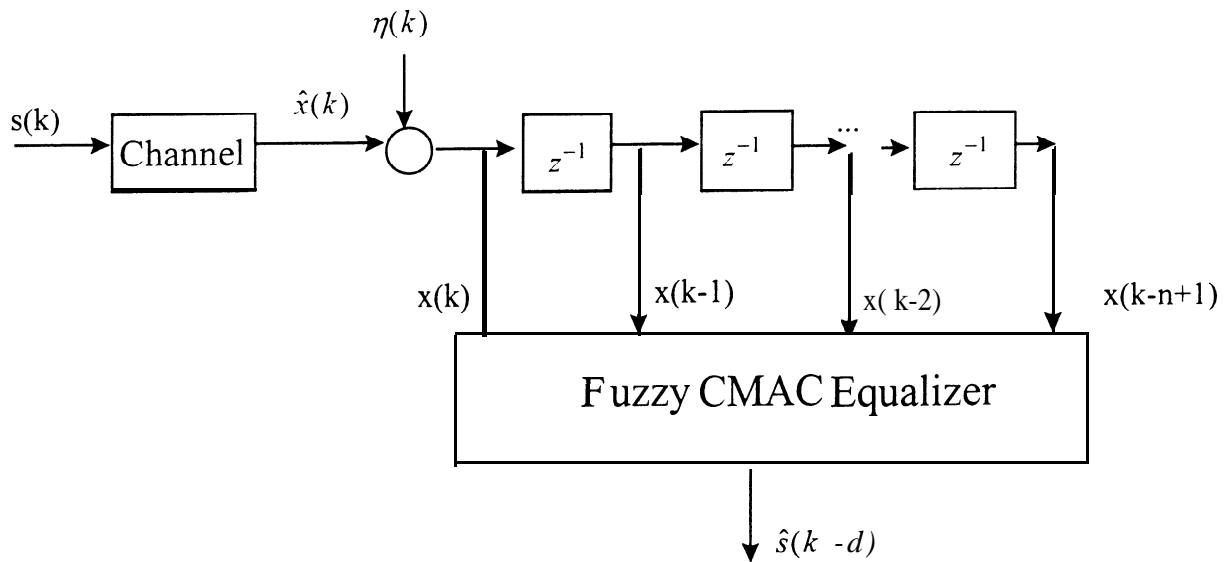 η(k)
s(k)
x̂(k)
Channel
z⁻¹
z⁻¹
...
z⁻¹
x(k)
x(k-1)
x( k-2)
x(k-n+1)
Fuzzy CMAC Equalizer
ŝ(k -d)